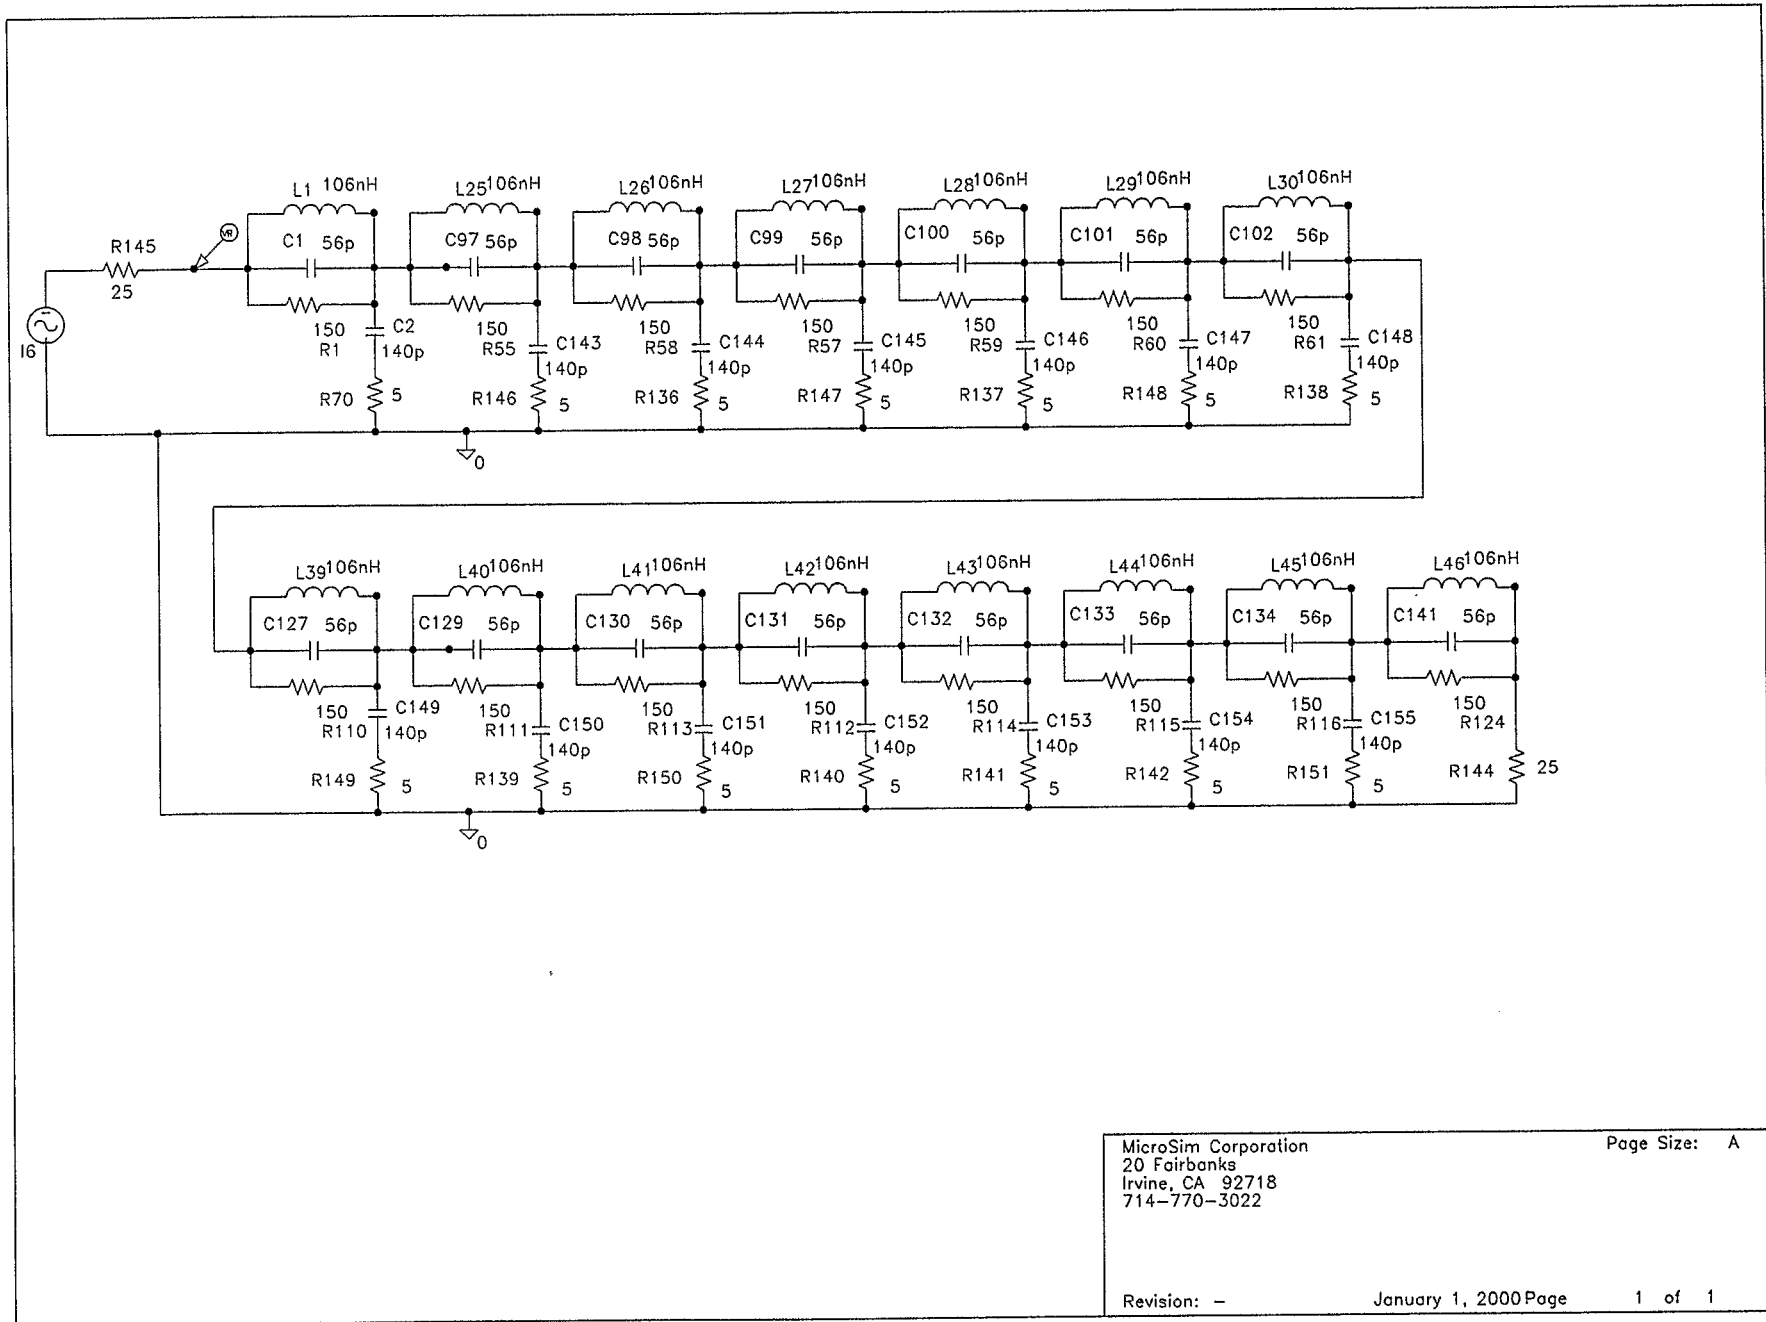 L1 106nH L25 106nH L26 106nH L27 106nH L28 106nH L29 106nH L30 106nH
R145 C1 56p C97 56p C98 56p C99 56p C100 56p C101 56p C102 56p
VR
25
I6
150 C2 150 C143 150 C144 150 C145 150 C146 150 C147 150 C148
R1 140p R55 140p R58 140p R57 140p R59 140p R60 140p R61 140p
R70 5 R146 5 R136 5 R147 5 R137 5 R148 5 R138 5
0
L39 106nH L40 106nH L41 106nH L42 106nH L43 106nH L44 106nH L45 106nH L46 106nH
C127 56p C129 56p C130 56p C131 56p C132 56p C133 56p C134 56p C141 56p
150 C149 150 C150 150 C151 150 C152 150 C153 150 C154 150 C155 150
R110 140p R111 140p R113 140p R112 140p R114 140p R115 140p R116 140p R124
R149 5 R139 5 R150 5 R140 5 R141 5 R142 5 R151 5 R144 25
0
MicroSim Corporation Page Size: A
20 Fairbanks
Irvine, CA 92718
714-770-3022
Revision: - January 1, 2000 Page 1 of 1